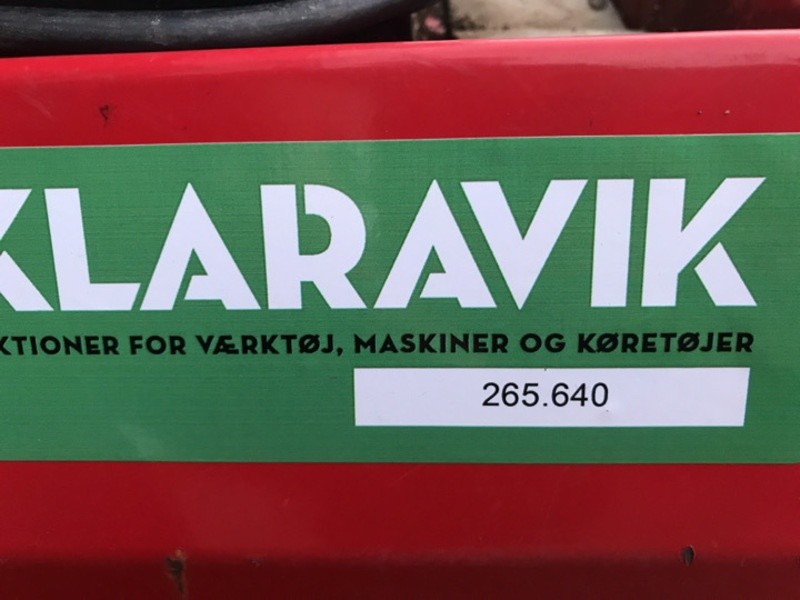 KLARAVIK
KTIONER FOR VÆRKTØJ, MASKINER OG KØRETØJER
265.640